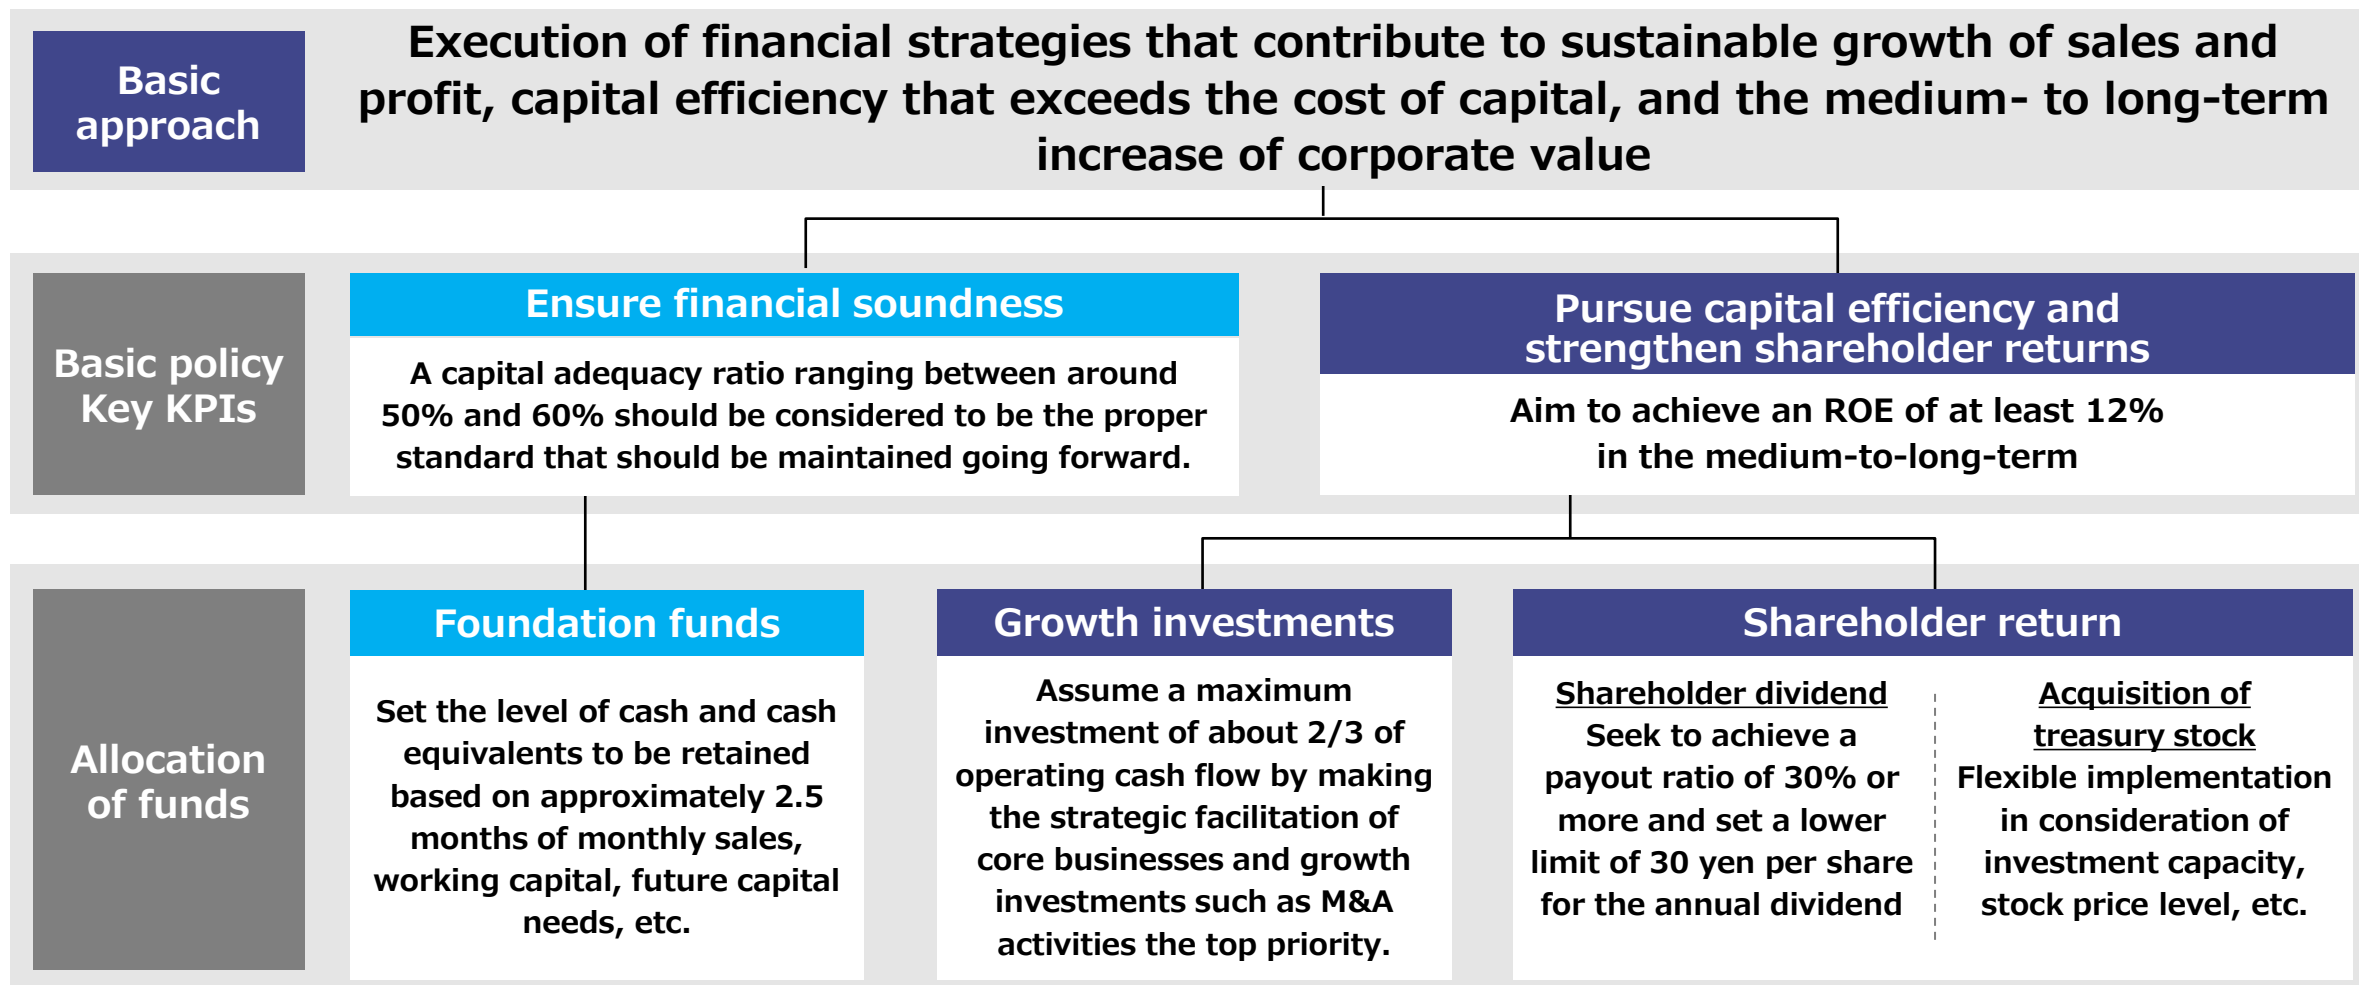 Basic
approach
Execution of financial strategies that contribute to sustainable growth of sales and
profit, capital efficiency that exceeds the cost of capital, and the medium- to long-term
increase of corporate value
Basic policy
Key KPIs
Ensure financial soundness
A capital adequacy ratio ranging between around
50% and 60% should be considered to be the proper
standard that should be maintained going forward.
Pursue capital efficiency and
strengthen shareholder returns
Aim to achieve an ROE of at least 12%
in the medium-to-long-term
Allocation
of funds
Foundation funds
Set the level of cash and cash
equivalents to be retained
based on approximately 2.5
months of monthly sales,
working capital, future capital
needs, etc.
Growth investments
Assume a maximum
investment of about 2/3 of
operating cash flow by making
the strategic facilitation of
core businesses and growth
investments such as M&A
activities the top priority.
Shareholder return
Shareholder dividend
Seek to achieve a
payout ratio of 30% or
more and set a lower
limit of 30 yen per share
for the annual dividend
Acquisition of
treasury stock
Flexible implementation
in consideration of
investment capacity,
stock price level, etc.